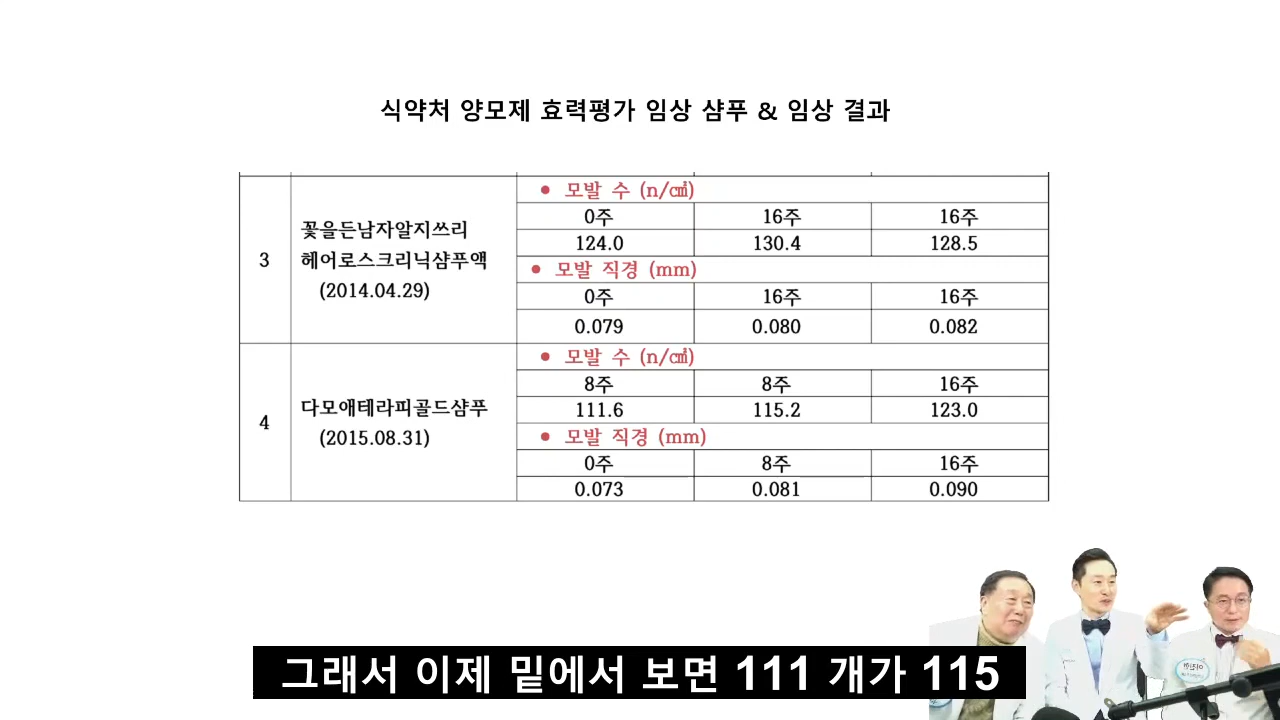 식약처 양모제 효력평가 임상 샴푸 & 임상 결과
3
꽃을든남자알지쓰리
헤어로스크리닉샴푸액
(2014.04.29)
• 모발 수 (n/㎠)
0주 16주 16주
124.0 130.4 128.5
• 모발 직경 (mm)
0주 16주 16주
0.079 0.080 0.082
4
다모애테라피골드샴푸
(2015.08.31)
• 모발 수 (n/㎠)
8주 8주 16주
111.6 115.2 123.0
• 모발 직경 (mm)
0주 8주 16주
0.073 0.081 0.090
그래서 이제 밑에서 보면 111 개가 115